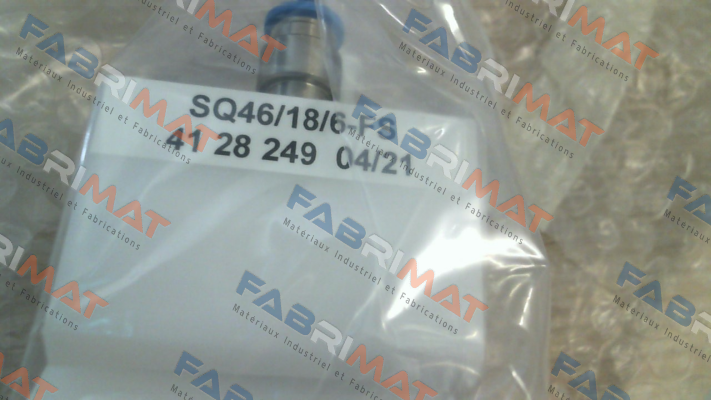 SQ46/18/6-FS
41 28 249 04/21
FABRIMAT
Materiaux Industriel et Fabrications